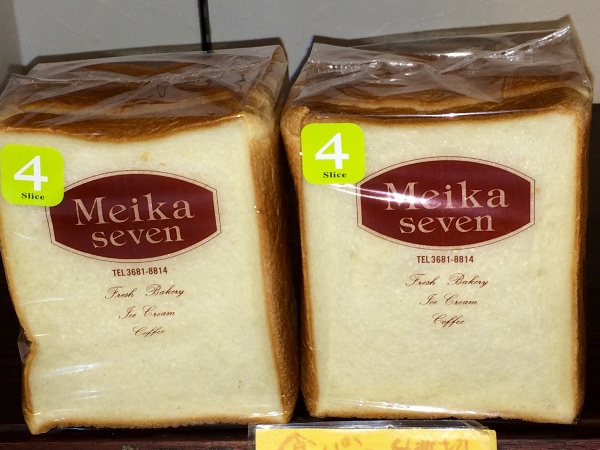 4
Slice
Meika
seven
TEL3681-8814
Fresh Bakery
Ice Cream
Coffee
4
Slice
Meika
seven
TEL3681-8814
Fresh Bakery
Ice Cream
Coffee